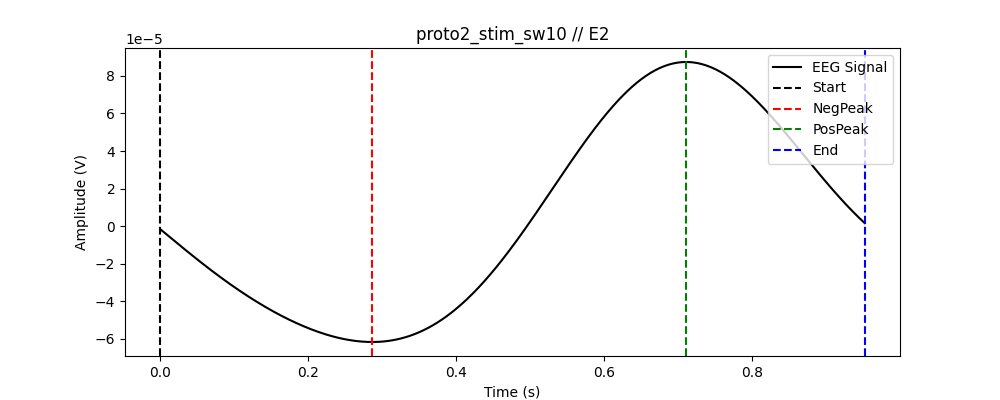 proto2_stim_sw10 // E2
1e−5
8
6
4
2
0
−2
−4
−6
Amplitude (V)
0.0 0.2 0.4 0.6 0.8
Time (s)
EEG Signal
Start
NegPeak
PosPeak
End